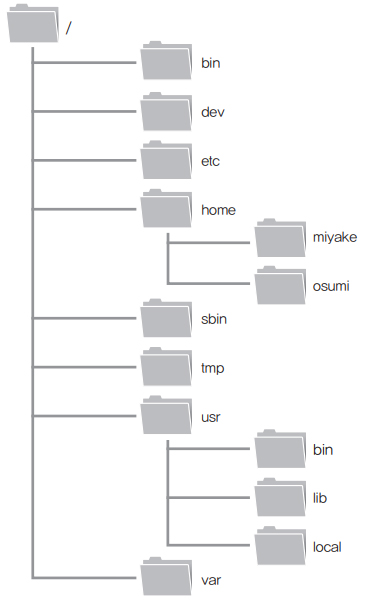 /
bin
dev
etc
home
miyake
osumi
sbin
tmp
usr
bin
lib
local
var